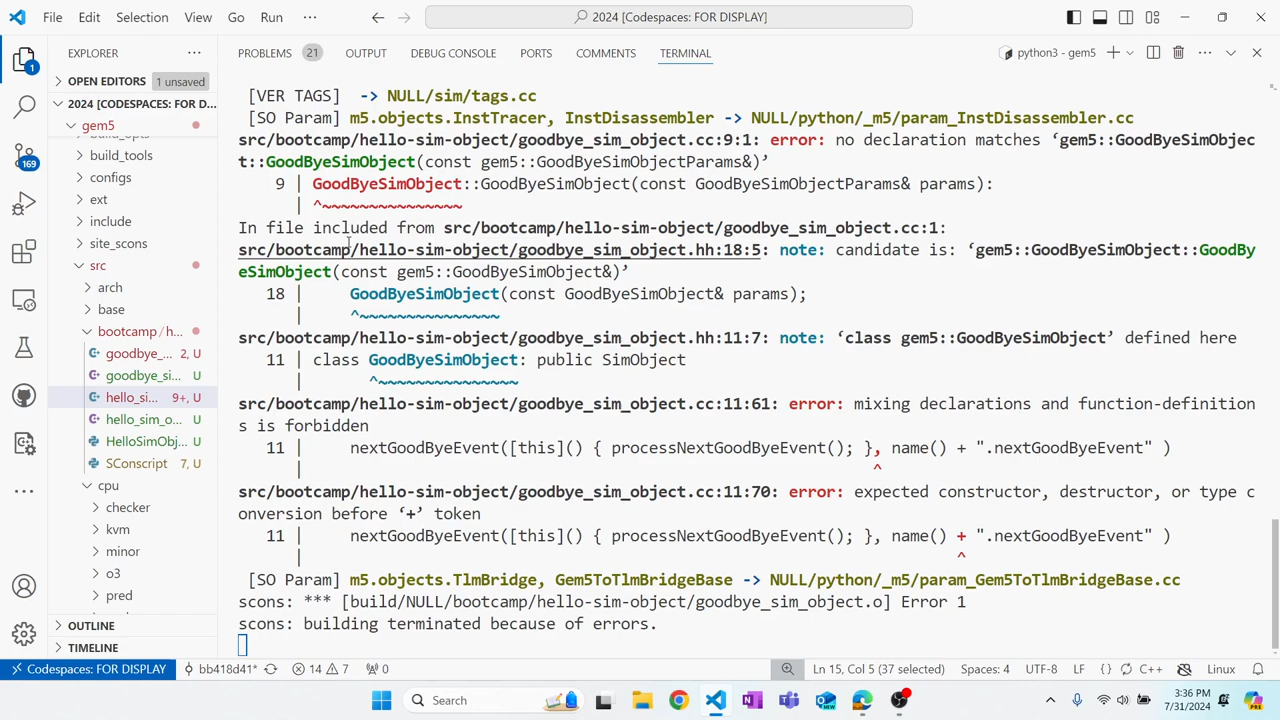 File Edit Selection View Go Run ··· 2024 [Codespaces: FOR DISPLAY]
EXPLORER
PROBLEMS 21 OUTPUT DEBUG CONSOLE PORTS COMMENTS TERMINAL python3 - gem5
OPEN EDITORS 1 unsaved
2024 [CODESPACES: FOR D...
gem5
build_opts
build_tools
configs
ext
include
site_scons
src
arch
base
bootcamp / h...
goodbye_... 2, U
goodbye_si... U
hello_si... 9+, U
hello_sim_o... U
HelloSimObj... U
SConscript 7, U
cpu
checker
kvm
minor
o3
pred
OUTLINE
TIMELINE
1
169
[VER TAGS]  -> NULL/sim/tags.cc
[SO Param] m5.objects.InstTracer, InstDisassembler -> NULL/python/_m5/param_InstDisassembler.cc
src/bootcamp/hello-sim-object/goodbye_sim_object.cc:9:1: error: no declaration matches ‘gem5::GoodByeSimObjec
t::GoodByeSimObject(const gem5::GoodByeSimObjectParams&)’
9 | GoodByeSimObject::GoodByeSimObject(const GoodByeSimObjectParams& params):
| ^~~~~~~~~~~~~~~~
In file included from src/bootcamp/hello-sim-object/goodbye_sim_object.cc:1:
src/bootcamp/hello-sim-object/goodbye_sim_object.hh:18:5: note: candidate is: ‘gem5::GoodByeSimObject::GoodBy
eSimObject(const gem5::GoodByeSimObject&)’
18 |     GoodByeSimObject(const GoodByeSimObject& params);
|     ^~~~~~~~~~~~~~~~
src/bootcamp/hello-sim-object/goodbye_sim_object.hh:11:7: note: ‘class gem5::GoodByeSimObject’ defined here
11 | class GoodByeSimObject: public SimObject
|       ^~~~~~~~~~~~~~~~
src/bootcamp/hello-sim-object/goodbye_sim_object.cc:11:61: error: mixing declarations and function-definition
s is forbidden
11 |     nextGoodByeEvent([this]() { processNextGoodByeEvent(); }, name() + ".nextGoodByeEvent" )
|                                                             ^
src/bootcamp/hello-sim-object/goodbye_sim_object.cc:11:70: error: expected constructor, destructor, or type c
onversion before ‘+’ token
11 |     nextGoodByeEvent([this]() { processNextGoodByeEvent(); }, name() + ".nextGoodByeEvent" )
|                                                                      ^
[SO Param] m5.objects.TlmBridge, Gem5ToTlmBridgeBase -> NULL/python/_m5/param_Gem5ToTlmBridgeBase.cc
scons: *** [build/NULL/bootcamp/hello-sim-object/goodbye_sim_object.o] Error 1
scons: building terminated because of errors.
Codespaces: FOR DISPLAY bb418d41* 14 7 0 Ln 15, Col 5 (37 selected) Spaces: 4 UTF-8 LF {} C++ Linux
Search
3:36 PM
7/31/2024